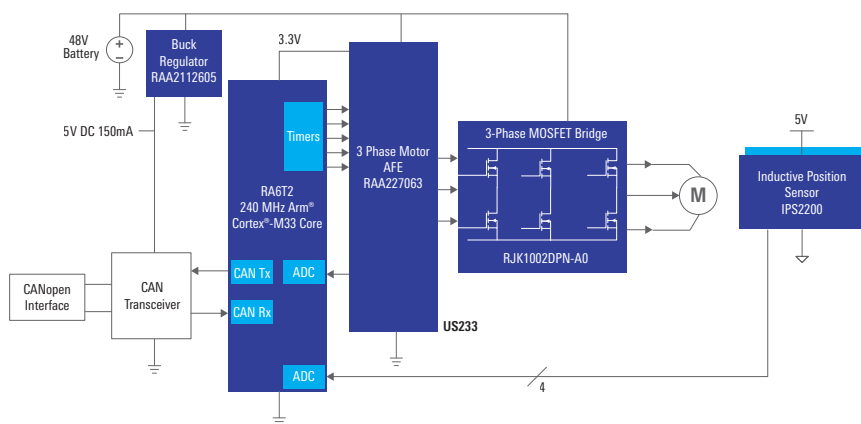 48V
Battery
Buck
Regulator
RAA2112605
3.3V
5V DC 150mA
Timers
RA6T2
240 MHz Arm®
Cortex®-M33 Core
CAN Tx
ADC
CAN Rx
ADC
CANopen
Interface
CAN
Transceiver
3 Phase Motor
AFE
RAA227063
US233
3-Phase MOSFET Bridge
RJK1002DPN-A0
M
5V
Inductive Position
Sensor
IPS2200
4